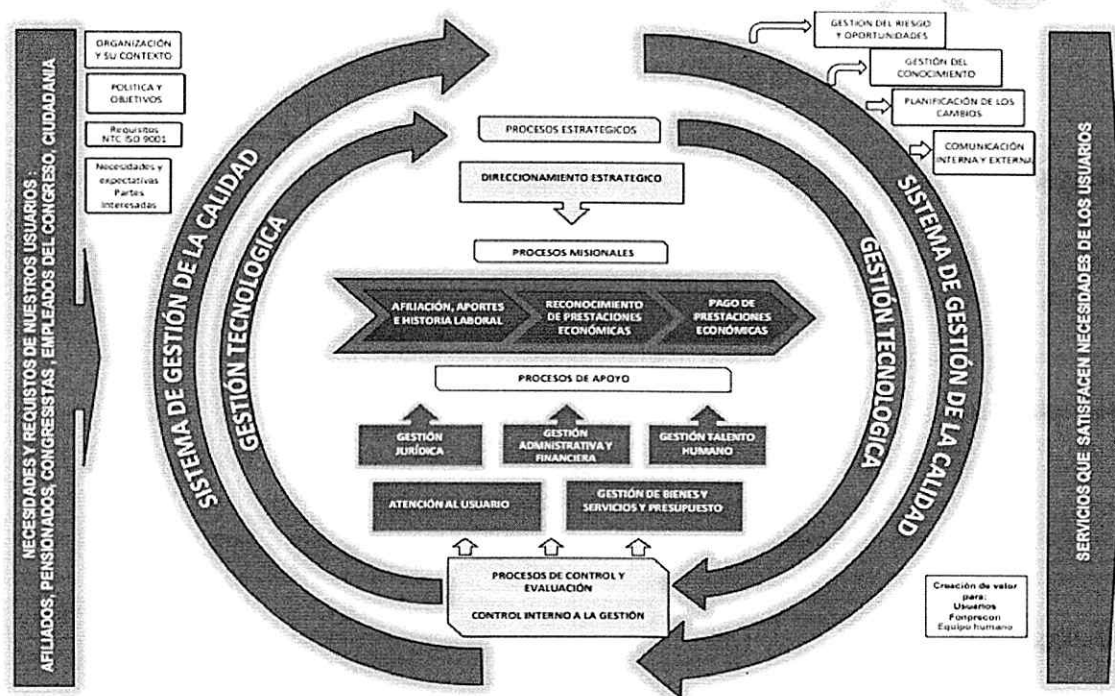 NECESIDADES Y REQUISTOS DE NUESTROS USUARIOS :
AFILIADOS, PENSIONADOS, CONGRESISTAS , EMPLEADOS DEL CONGRESO, CIUDADANIA
ORGANIZACIÓN
Y SU CONTEXTO
POLITICA Y
OBJETIVOS
Requisitos
NTC ISO 9001
Necesidades y
expectativas
Partes
Interesadas
SISTEMA DE GESTIÓN DE LA CALIDAD
GESTIÓN TECNOLOGICA
PROCESOS ESTRATEGICOS
DIRECCIONAMIENTO ESTRATEGICO
PROCESOS MISIONALES
AFILIACIÓN, APORTES
E HISTORIA LABORAL
RECONOCIMIENTO
DE PRESTACIONES
ECONÓMICAS
PAGO DE
PRESTACIONES
ECONÓMICAS
PROCESOS DE APOYO
GESTIÓN
JURÍDICA
GESTIÓN
ADMNISTRATIVA Y
FINANCIERA
GESTIÓN TALENTO
HUMANO
ATENCIÓN AL USUARIO
GESTIÓN DE BIENES Y
SERVICIOS Y PRESUPUESTO
PROCESOS DE CONTROL Y
EVALUACIÓN
CONTROL INTERNO A LA GESTIÓN
GESTIÓN TECNOLOGICA
SISTEMA DE GESTIÓN DE LA CALIDAD
GESTIÓN DEL RIESGO
Y OPORTUNIDADES
GESTIÓN DEL
CONOCIMIENTO
PLANIFICACIÓN DE LOS
CAMBIOS
COMUNICACIÓN
INTERNA Y EXTERNA
Creación de valor
para:
Usuarios
Fonprecon
Equipo humano
SERVICIOS QUE SATISFACEN NECESIDADES DE LOS USUARIOS